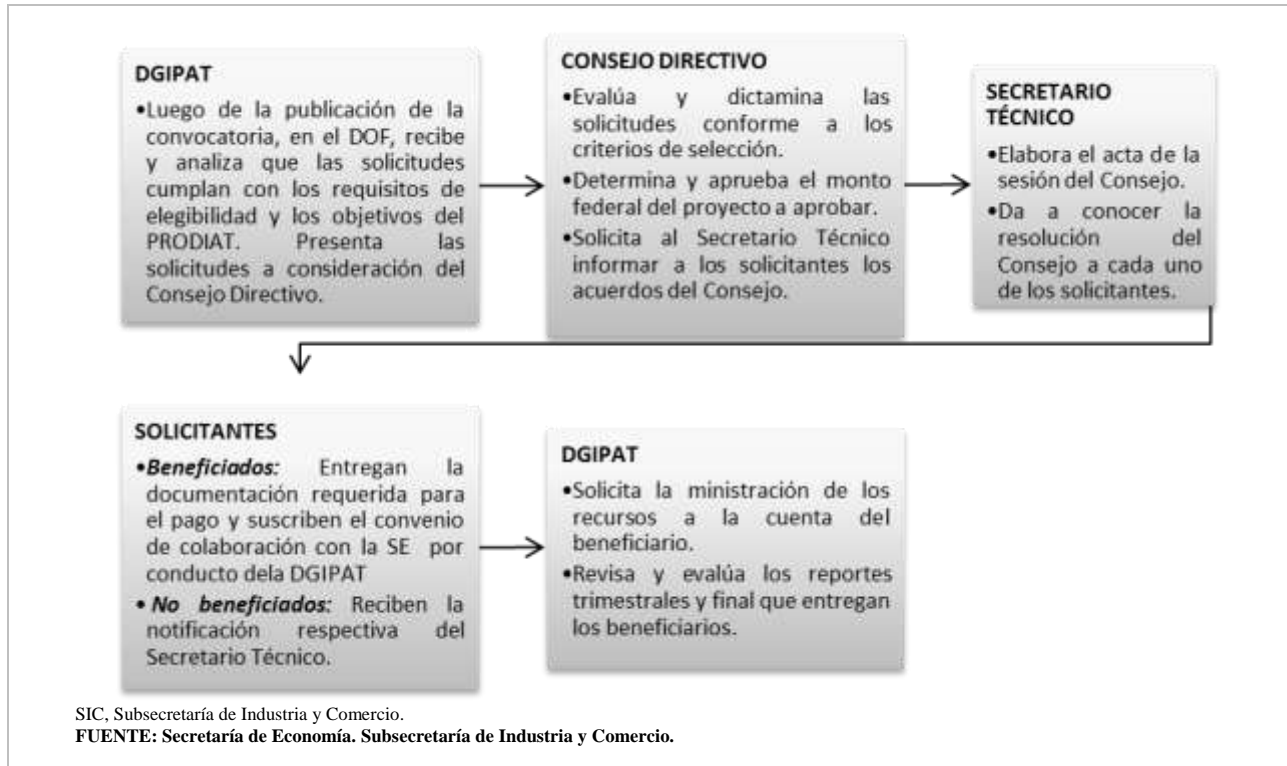 DGIPAT
•Luego de la publicación de la
convocatoria, en el DOF, recibe
y analiza que las solicitudes
cumplan con los requisitos de
elegibilidad y los objetivos del
PRODIAT. Presenta las
solicitudes a consideración del
Consejo Directivo.
CONSEJO DIRECTIVO
•Evalúa y dictamina las
solicitudes conforme a los
criterios de selección.
•Determina y aprueba el monto
federal del proyecto a aprobar.
•Solicita al Secretario Técnico
informar a los solicitantes los
acuerdos del Consejo.
SECRETARIO
TÉCNICO
•Elabora el acta de la
sesión del Consejo.
•Da a conocer la
resolución del
Consejo a cada uno
de los solicitantes.
SOLICITANTES
•Beneficiados: Entregan la
documentación requerida para
el pago y suscriben el convenio
de colaboración con la SE por
conducto dela DGIPAT
• No beneficiados: Reciben la
notificación respectiva del
Secretario Técnico.
DGIPAT
•Solicita la ministración de los
recursos a la cuenta del
beneficiario.
•Revisa y evalúa los reportes
trimestrales y final que entregan
los beneficiarios.
SIC, Subsecretaría de Industria y Comercio.
FUENTE: Secretaría de Economía. Subsecretaría de Industria y Comercio.